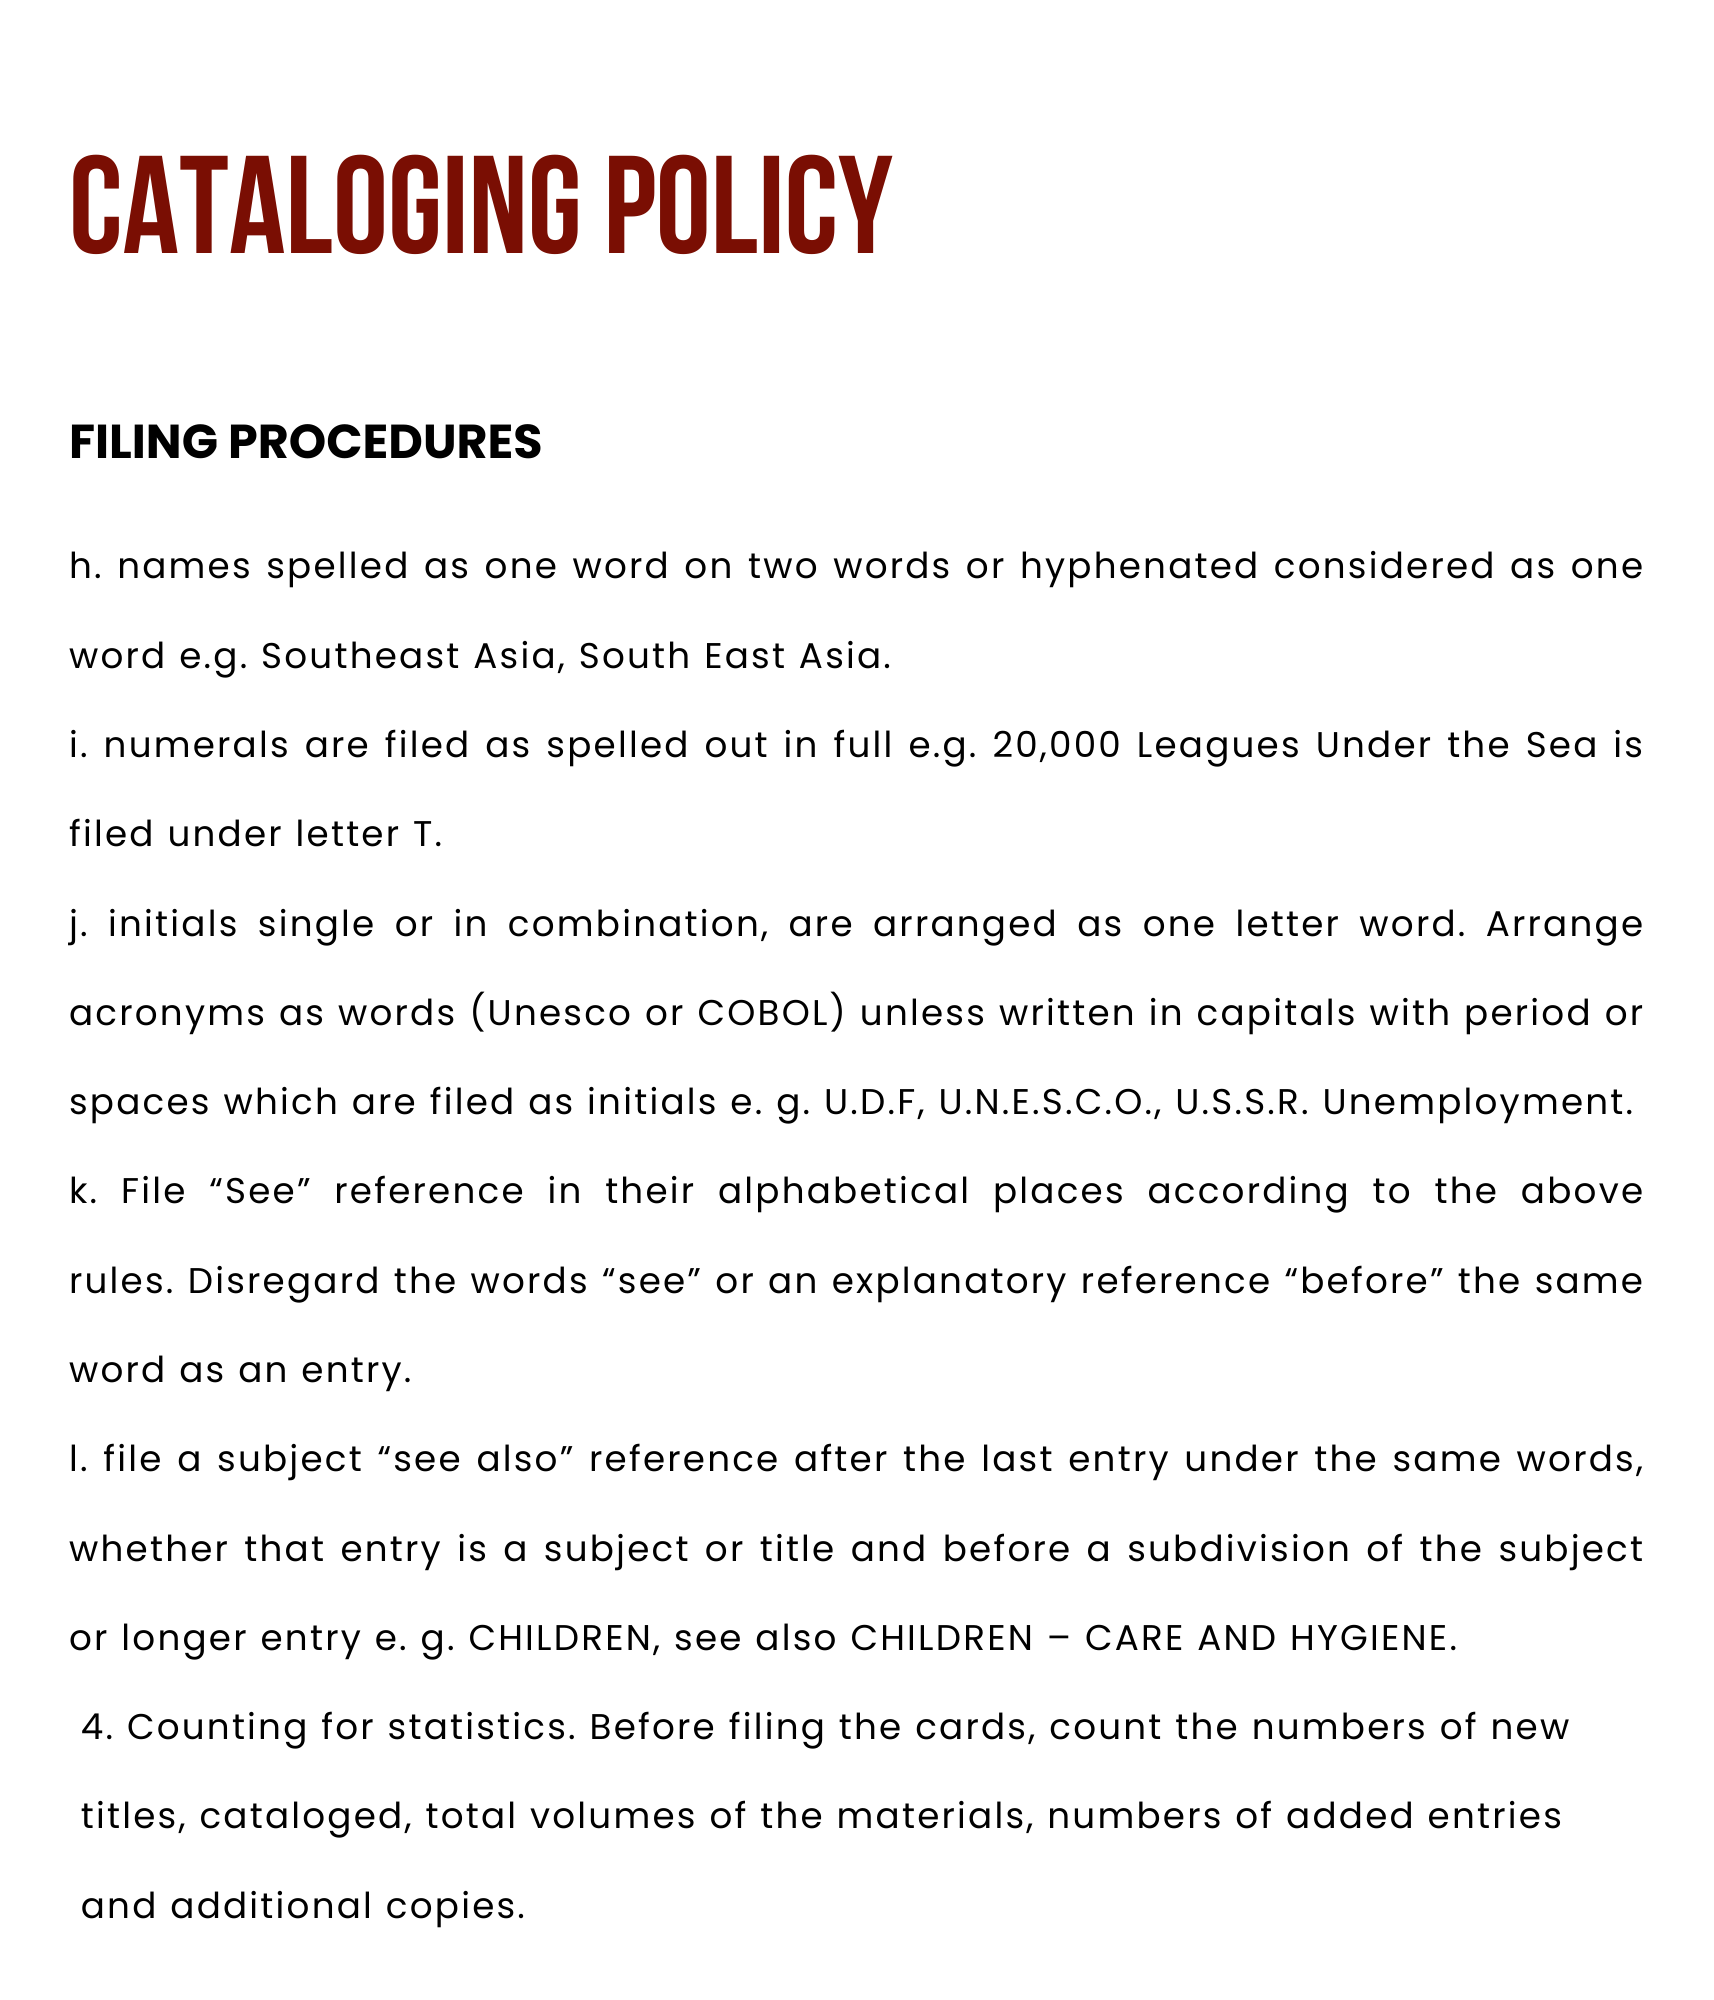 CATALOGING POLICY
FILING PROCEDURES
h. names spelled as one word on two words or hyphenated considered as one
word e.g. Southeast Asia, South East Asia.
i. numerals are filed as spelled out in full e.g. 20,000 Leagues Under the Sea is
filed under letter T.
j. initials single or in combination, are arranged as one letter word. Arrange
acronyms as words (Unesco or COBOL) unless written in capitals with period or
spaces which are filed as initials e. g. U.D.F, U.N.E.S.C.O., U.S.S.R. Unemployment.
k. File “See” reference in their alphabetical places according to the above
rules. Disregard the words “see” or an explanatory reference “before” the same
word as an entry.
l. file a subject “see also” reference after the last entry under the same words,
whether that entry is a subject or title and before a subdivision of the subject
or longer entry e. g. CHILDREN, see also CHILDREN – CARE AND HYGIENE.
4. Counting for statistics. Before filing the cards, count the numbers of new
titles, cataloged, total volumes of the materials, numbers of added entries
and additional copies.